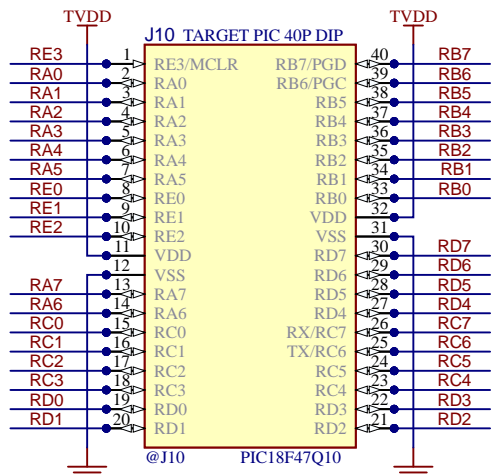 TVDD TVDD
J10 TARGET PIC 40P DIP
RE3 1 RE3/MCLR RB7/PGD 40 RB7
RA0 2 RA0 RB6/PGC 39 RB6
RA1 3 RA1 RB5 38 RB5
RA2 4 RA2 RB4 37 RB4
RA3 5 RA3 RB3 36 RB3
RA4 6 RA4 RB2 35 RB2
RA5 7 RA5 RB1 34 RB1
RE0 8 RE0 RB0 33 RB0
RE1 9 RE1 VDD 32
RE2 10 RE2 VSS 31
11 VDD RD7 30 RD7
12 VSS RD6 29 RD6
RA7 13 RA7 RD5 28 RD5
RA6 14 RA6 RD4 27 RD4
RC0 15 RC0 RX/RC7 26 RC7
RC1 16 RC1 TX/RC6 25 RC6
RC2 17 RC2 RC5 24 RC5
RC3 18 RC3 RC4 23 RC4
RD0 19 RD0 RD3 22 RD3
RD1 20 RD1 RD2 21 RD2
@J10 PIC18F47Q10